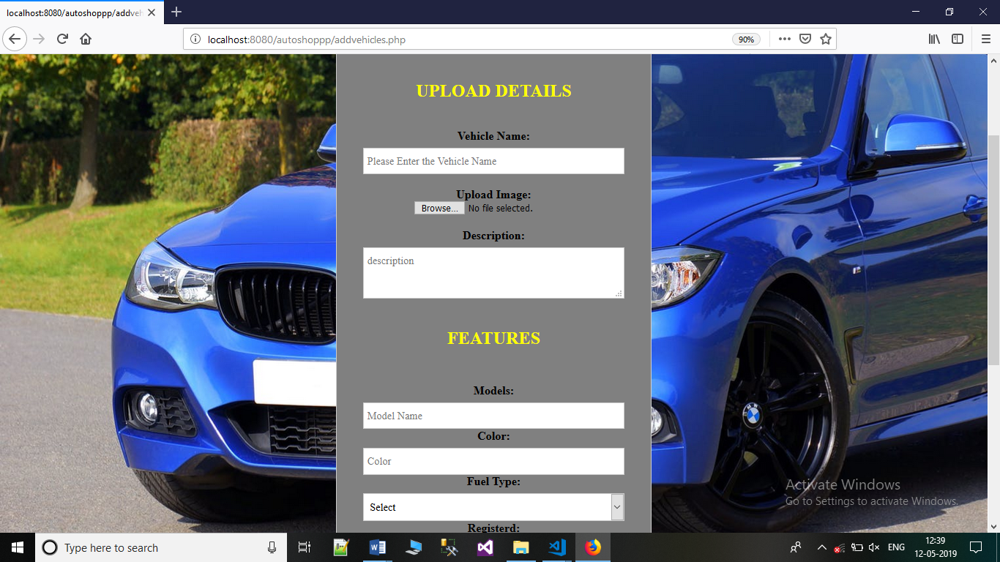 localhost:8080/autoshoppp/addveh
localhost:8080/autoshoppp/addvehicles.php
90%
UPLOAD DETAILS
Vehicle Name:
Please Enter the Vehicle Name
Upload Image:
Browse... No file selected.
Description:
description
FEATURES
Models:
Model Name
Color:
Color
Fuel Type:
Select
Registerd:
Activate Windows
Go to Settings to activate Windows.
Type here to search
ENG
12:39
12-05-2019